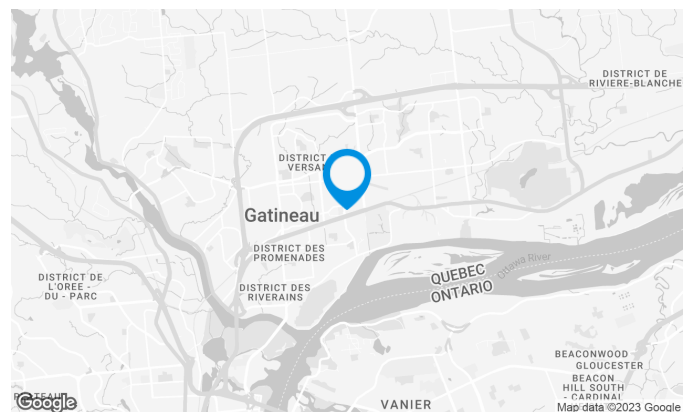 DISTRICT DE
RIVIERE-BLANCHE
DISTRICT
VERSAN
Gatineau
DISTRICT DES
PROMENADES
DISTRICT DE
L'OREE -
DU - PARC
DISTRICT DES
RIVERAINS
QUEBEC
ONTARIO
Ottawa River
BEACONWOOD
GLOUCESTER
BEACON
HILL SOUTH
- CARDINAL
VANIER
Google
Map data ©2023 Google